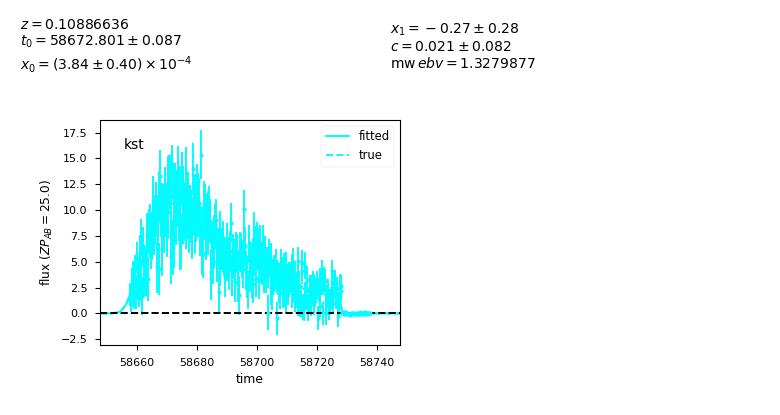 z = 0.10886636
t₀ = 58672.801 ± 0.087
x₀ = (3.84 ± 0.40) × 10⁻⁴
x₁ = −0.27 ± 0.28
c = 0.021 ± 0.082
mw ebv = 1.3279877
kst
fitted
true
17.5
15.0
12.5
10.0
7.5
5.0
2.5
0.0
−2.5
flux (ZP_AB = 25.0)
58660 58680 58700 58720 58740
time